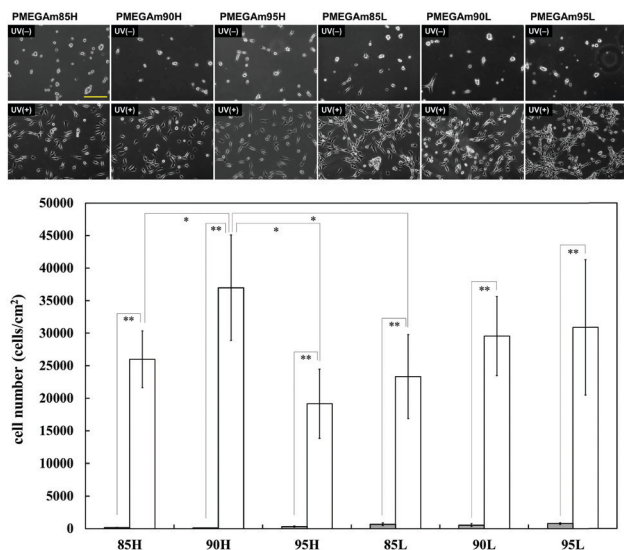 PMEGAm85H PMEGAm90H PMEGAm95H PMEGAm85L PMEGAm90L PMEGAm95L
UV(–) UV(–) UV(–) UV(–) UV(–) UV(–)
UV(+) UV(+) UV(+) UV(+) UV(+) UV(+)
cell number (cells/cm²)
50000
45000
40000
35000
30000
25000
20000
15000
10000
5000
0
* ** * *
** ** ** ** **
85H 90H 95H 85L 90L 95L